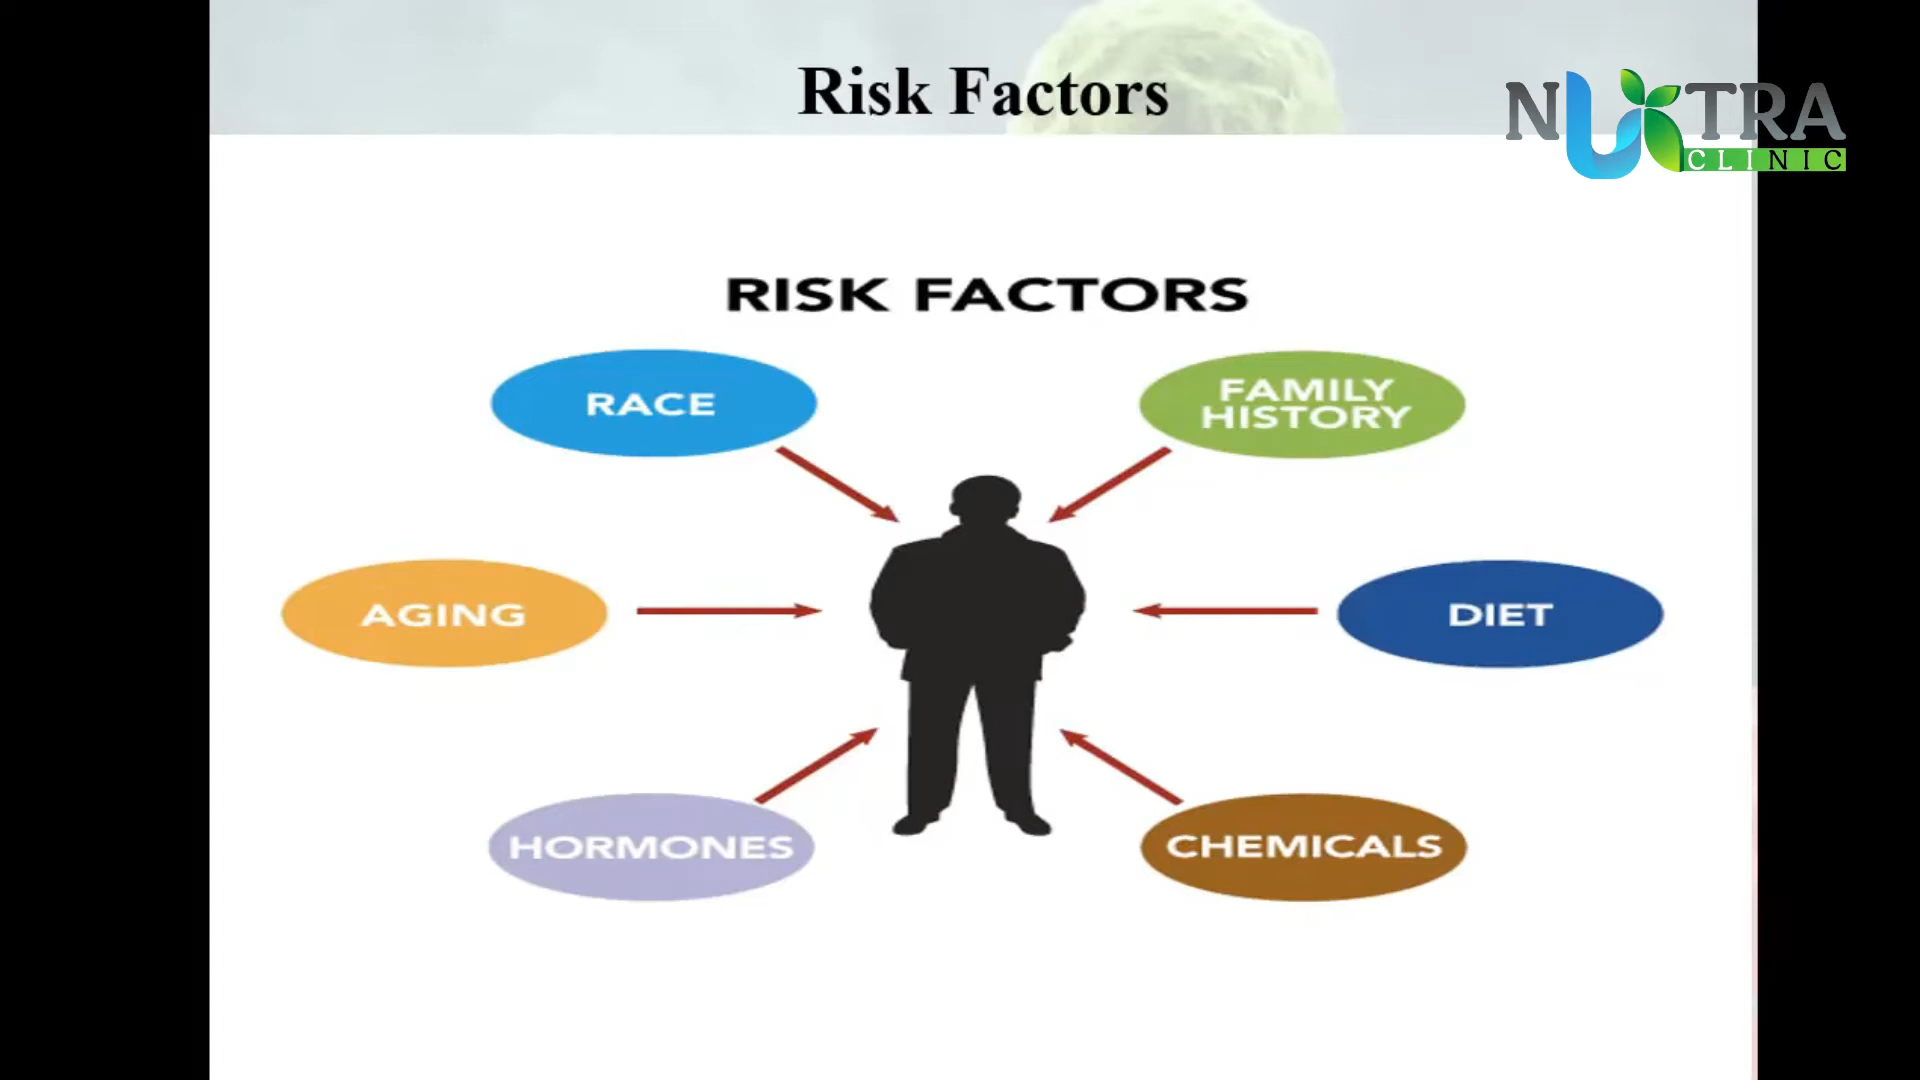 Risk Factors
NUTRA
CLINIC
RISK FACTORS
RACE
FAMILY
HISTORY
AGING
DIET
HORMONES
CHEMICALS